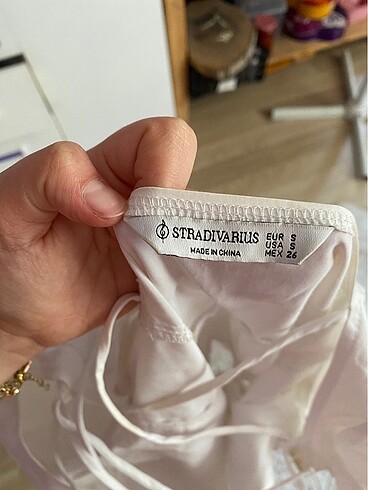 STRADIVARIUS
MADE IN CHINA
EUR S
USA S
MEX 26